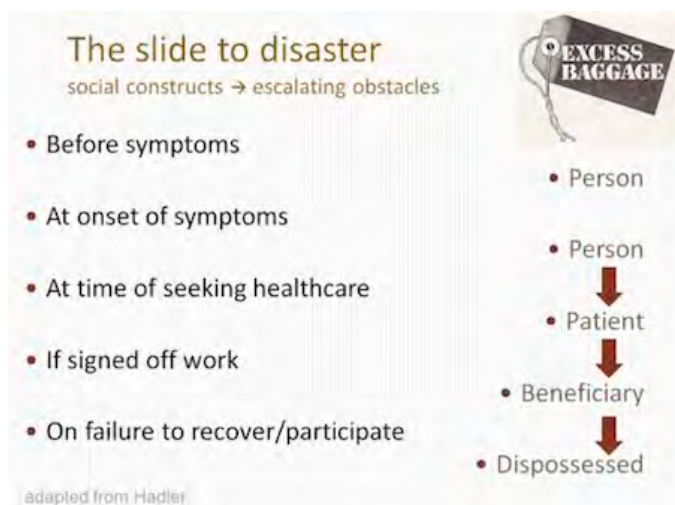 The slide to disaster
social constructs → escalating obstacles
EXCESS
BAGGAGE
• Before symptoms
• Person
• At onset of symptoms
• Person
• At time of seeking healthcare
• Patient
• If signed off work
• Beneficiary
• On failure to recover/participate
• Dispossessed
adapted from Hadler